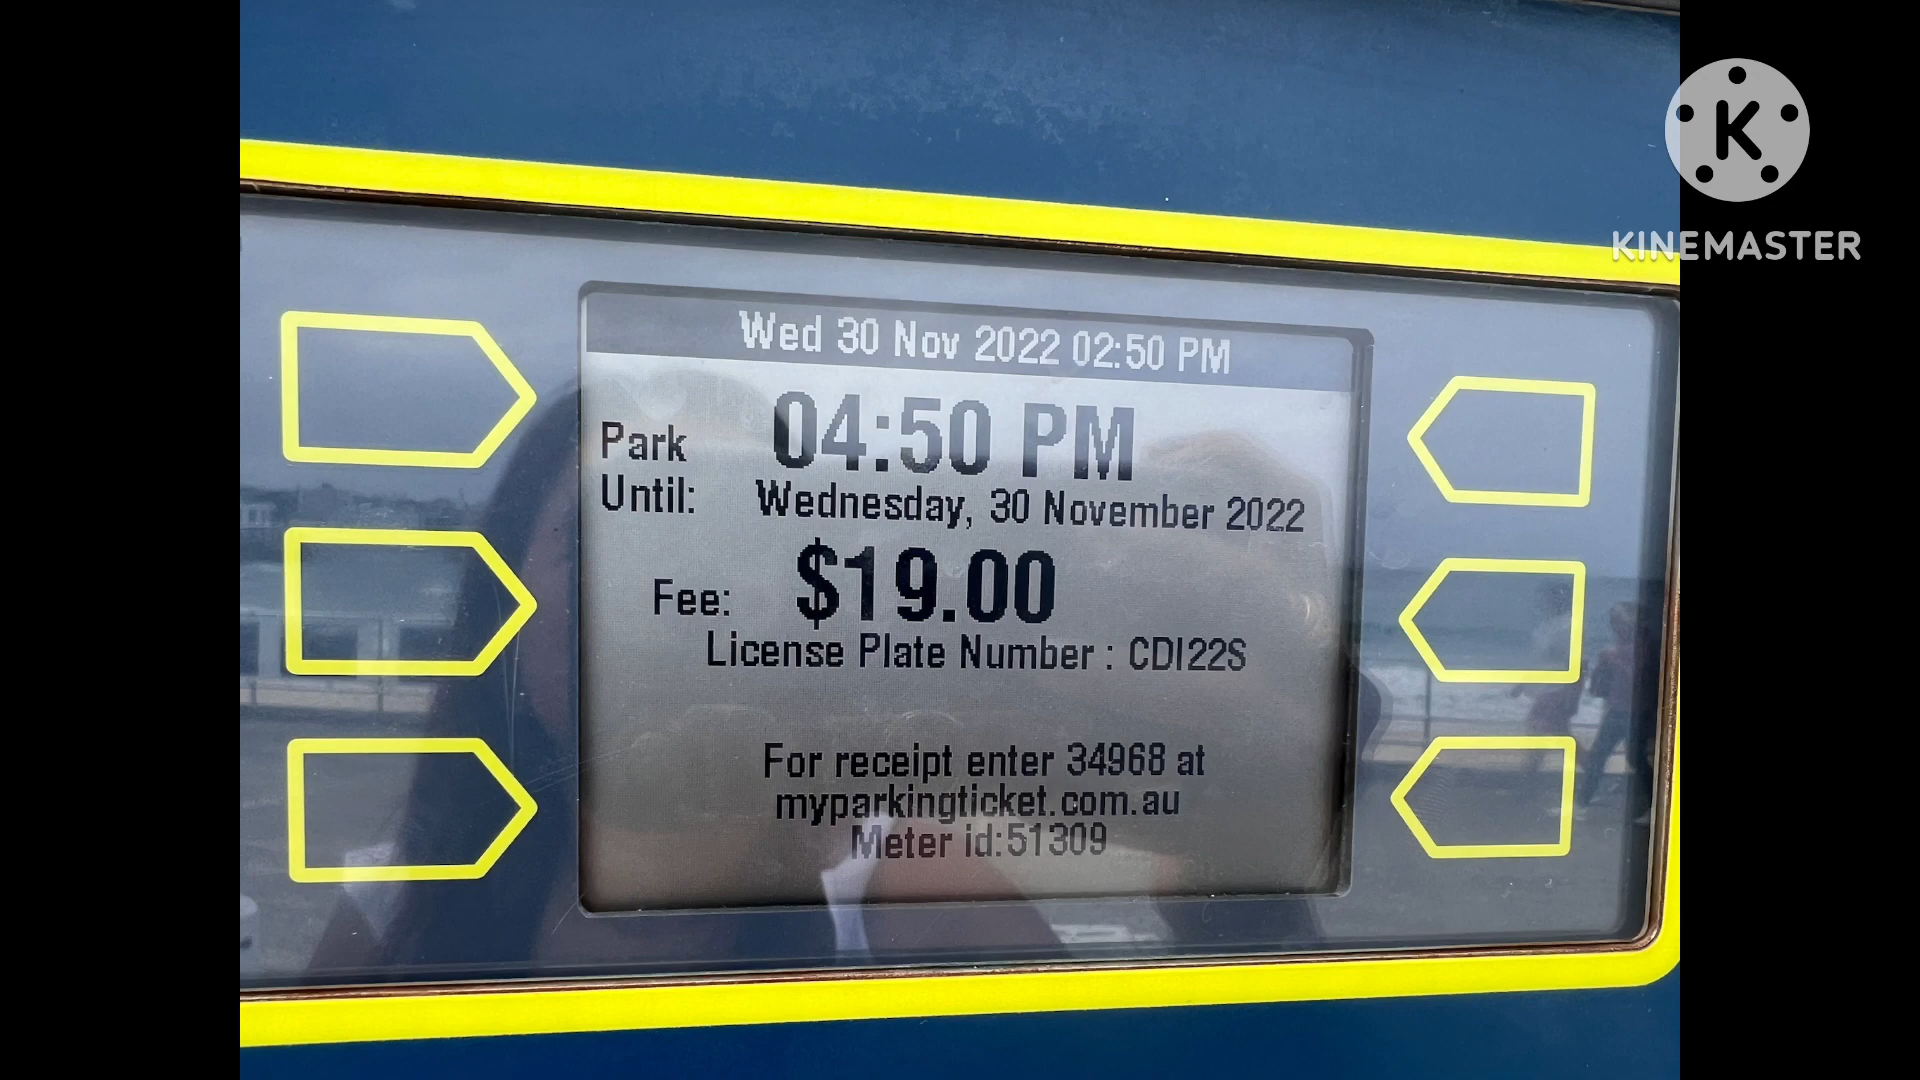 K
KINEMASTER
Wed 30 Nov 2022 02:50 PM
Park Until: 04:50 PM
Wednesday, 30 November 2022
Fee: $19.00
License Plate Number : CDI22S
For receipt enter 34968 at
myparkingticket.com.au
Meter id:51309